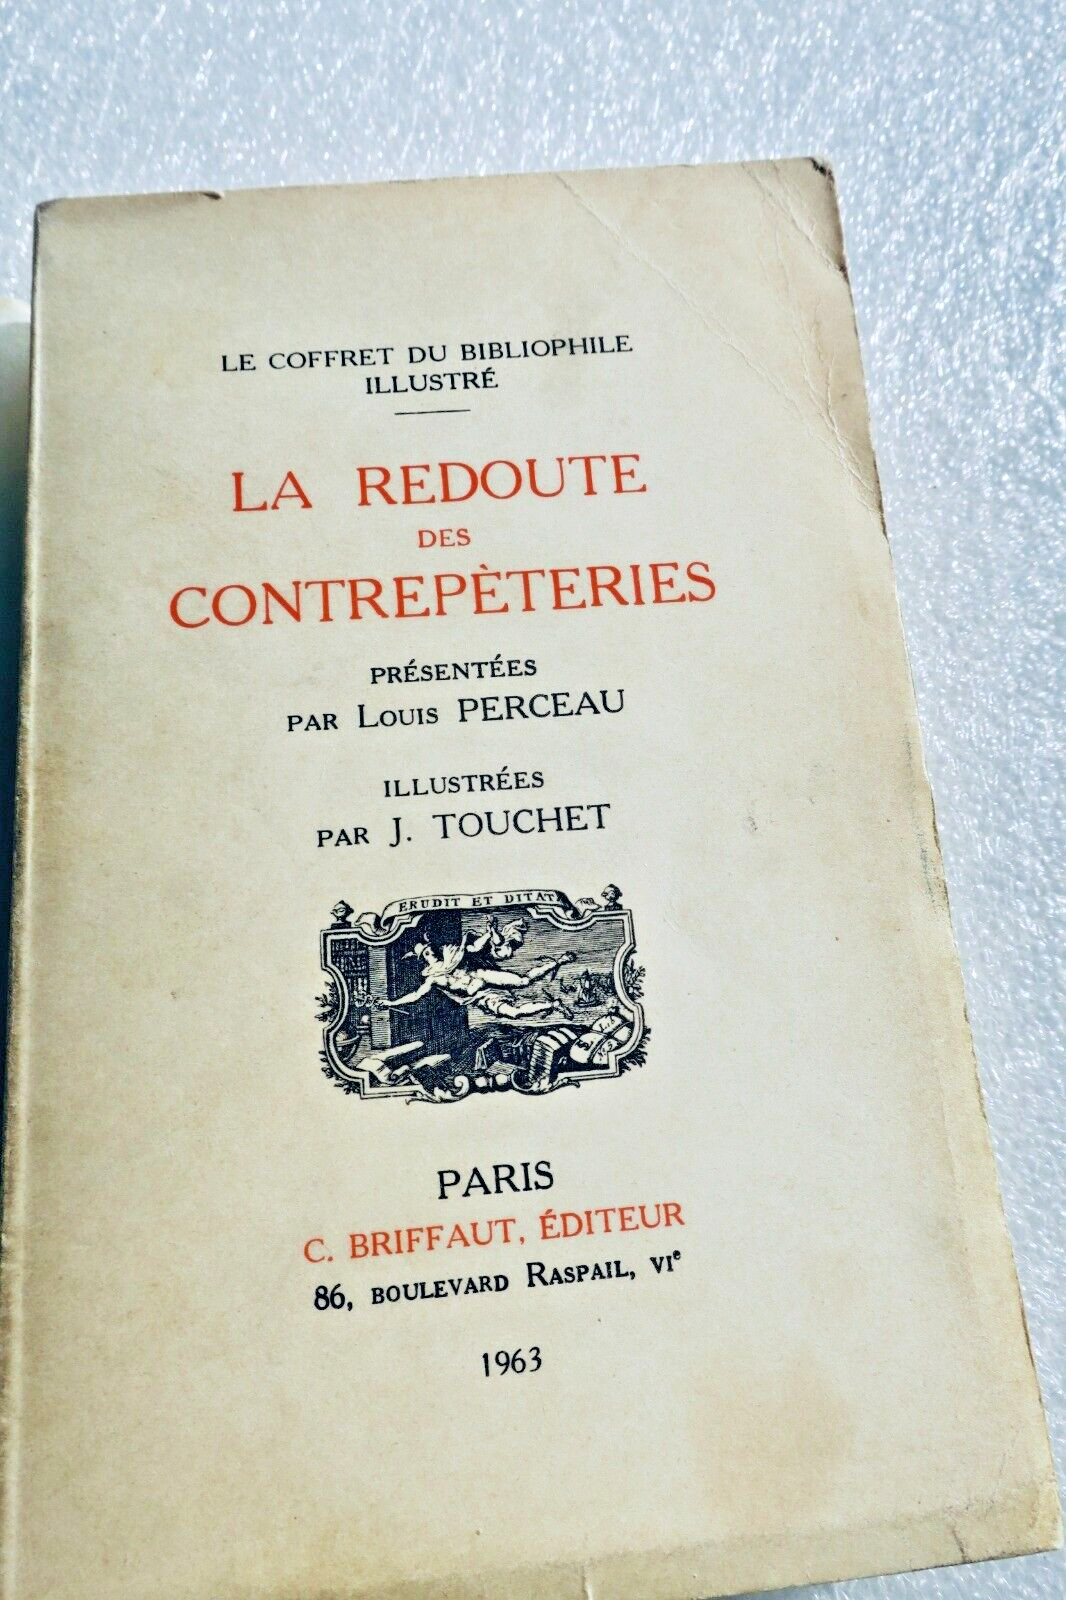 LE COFFRET DU BIBLIOPHILE
ILLUSTRÉ
LA REDOUTE
DES
CONTREPÈTERIES
PRÉSENTÉES
PAR LOUIS PERCEAU
ILLUSTRÉES
PAR J. TOUCHET
ERUDIT ET DITAT
PARIS
C. BRIFFAUT, ÉDITEUR
86, BOULEVARD RASPAIL, VIe
1963